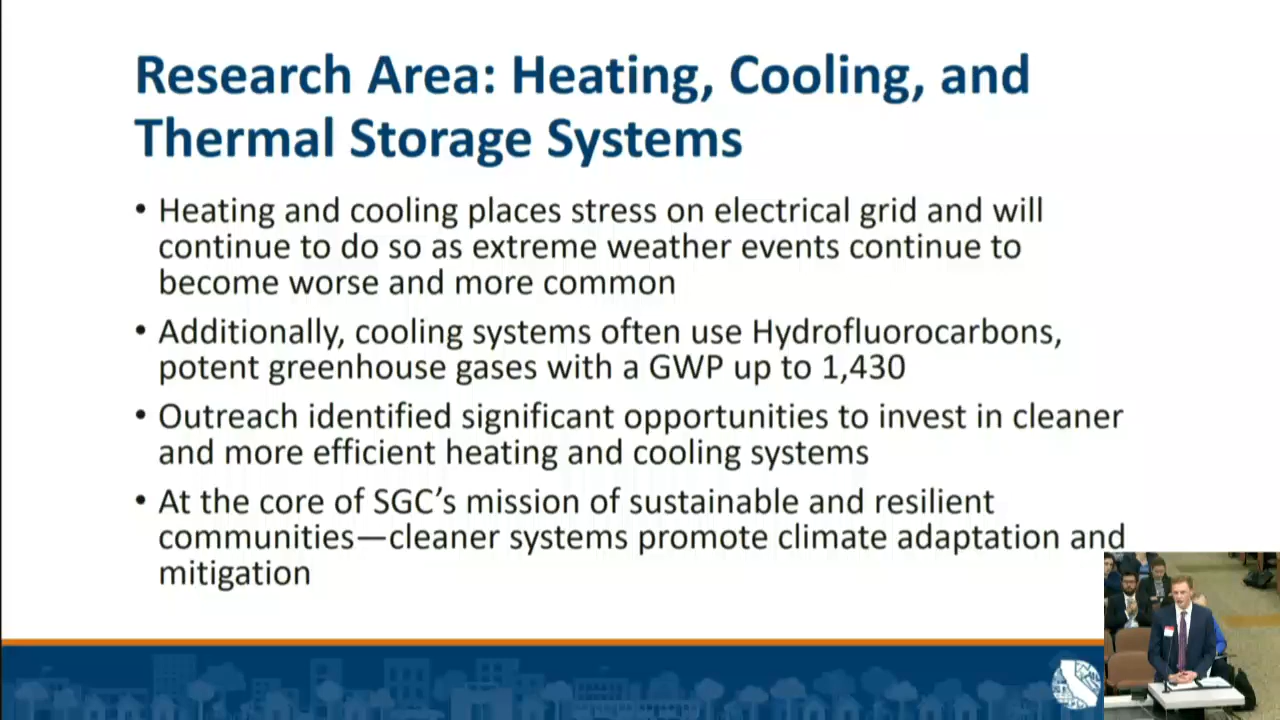 Research Area: Heating, Cooling, and
Thermal Storage Systems
• Heating and cooling places stress on electrical grid and will
continue to do so as extreme weather events continue to
become worse and more common
• Additionally, cooling systems often use Hydrofluorocarbons,
potent greenhouse gases with a GWP up to 1,430
• Outreach identified significant opportunities to invest in cleaner
and more efficient heating and cooling systems
• At the core of SGC’s mission of sustainable and resilient
communities—cleaner systems promote climate adaptation and
mitigation